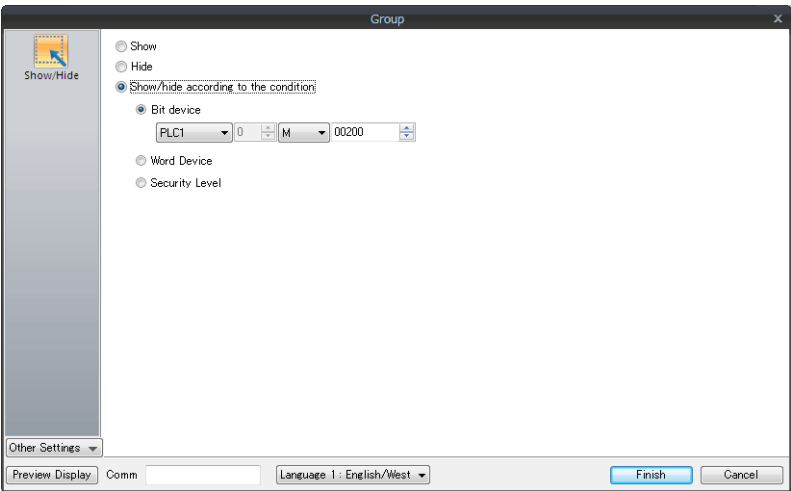 Group
x
Show/Hide
Show
Hide
Show/hide according to the condition
Bit device
PLC1 0 M 00200
Word Device
Security Level
Other Settings
Preview Display Comm Language 1 : English/West Finish Cancel